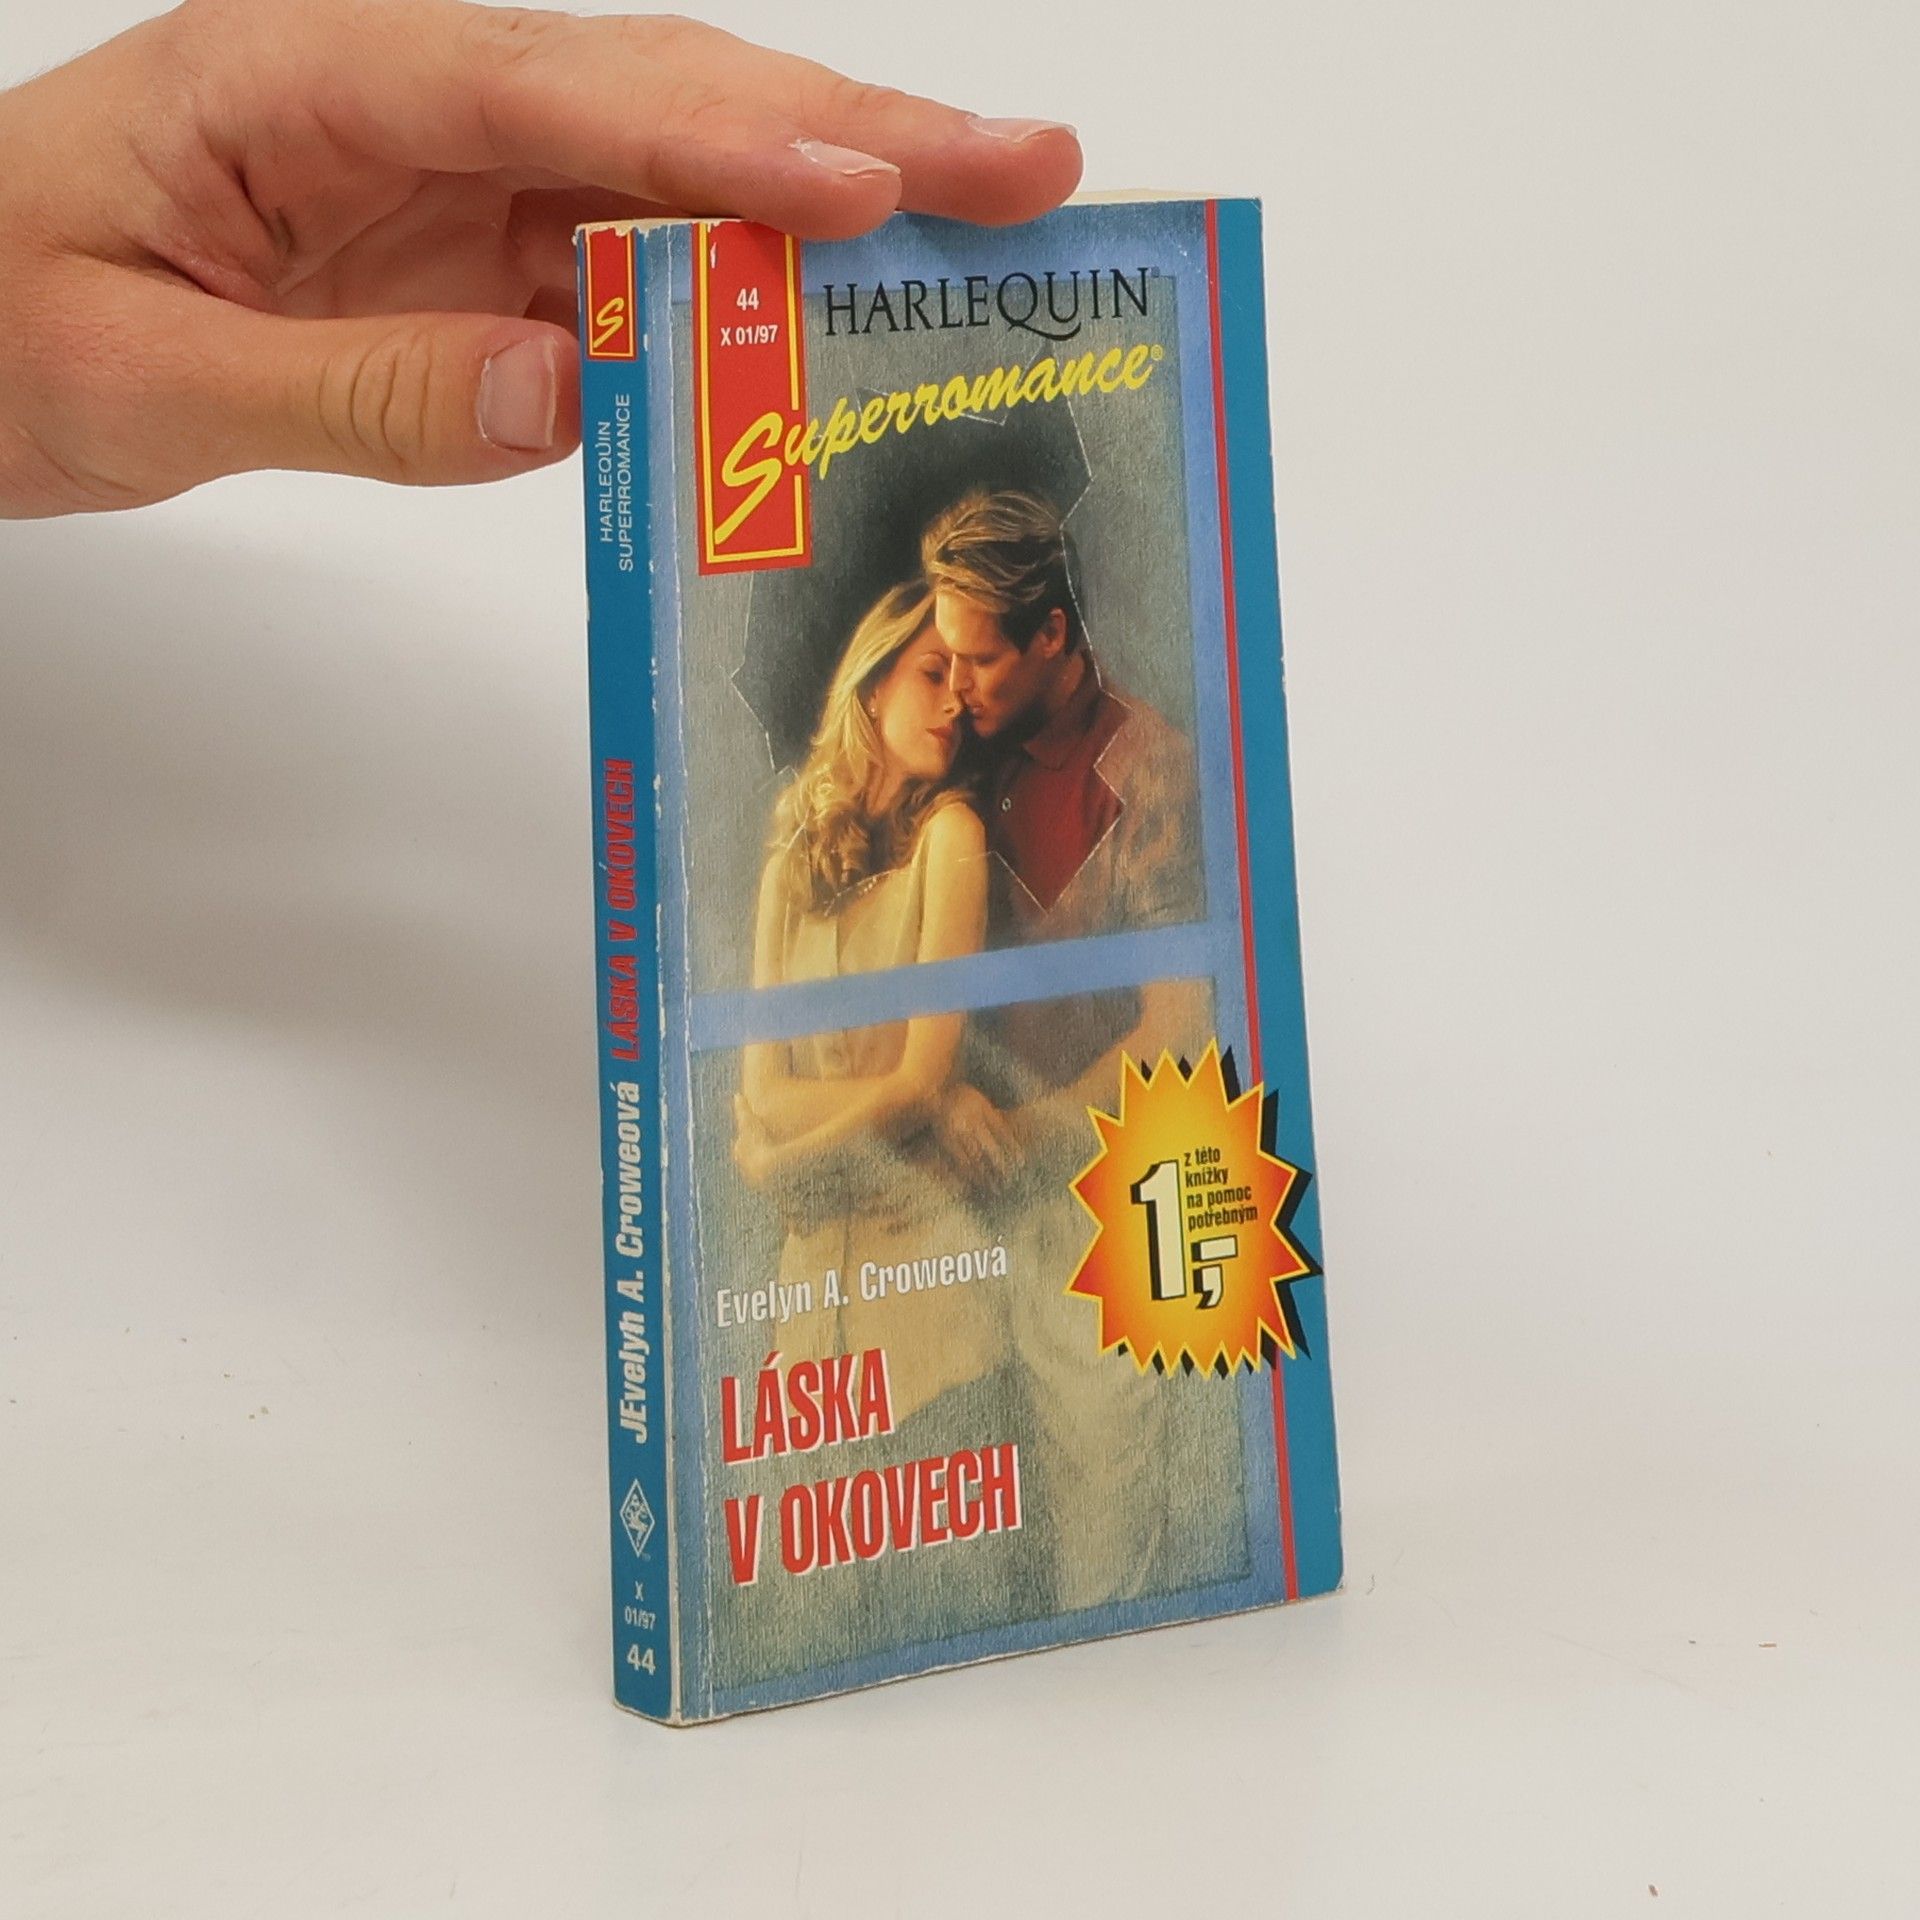 S
HARLEQUIN
SUPERROMANCE
JEvelyh A. Croweová LÁSKA V OKOVECH
X
01/97
44
44
X 01/97
HARLEQUIN®
Superromance®
1,-
z této
knížky
na pomoc
potřebným
Evelyn A. Croweová
LÁSKA
V OKOVECH